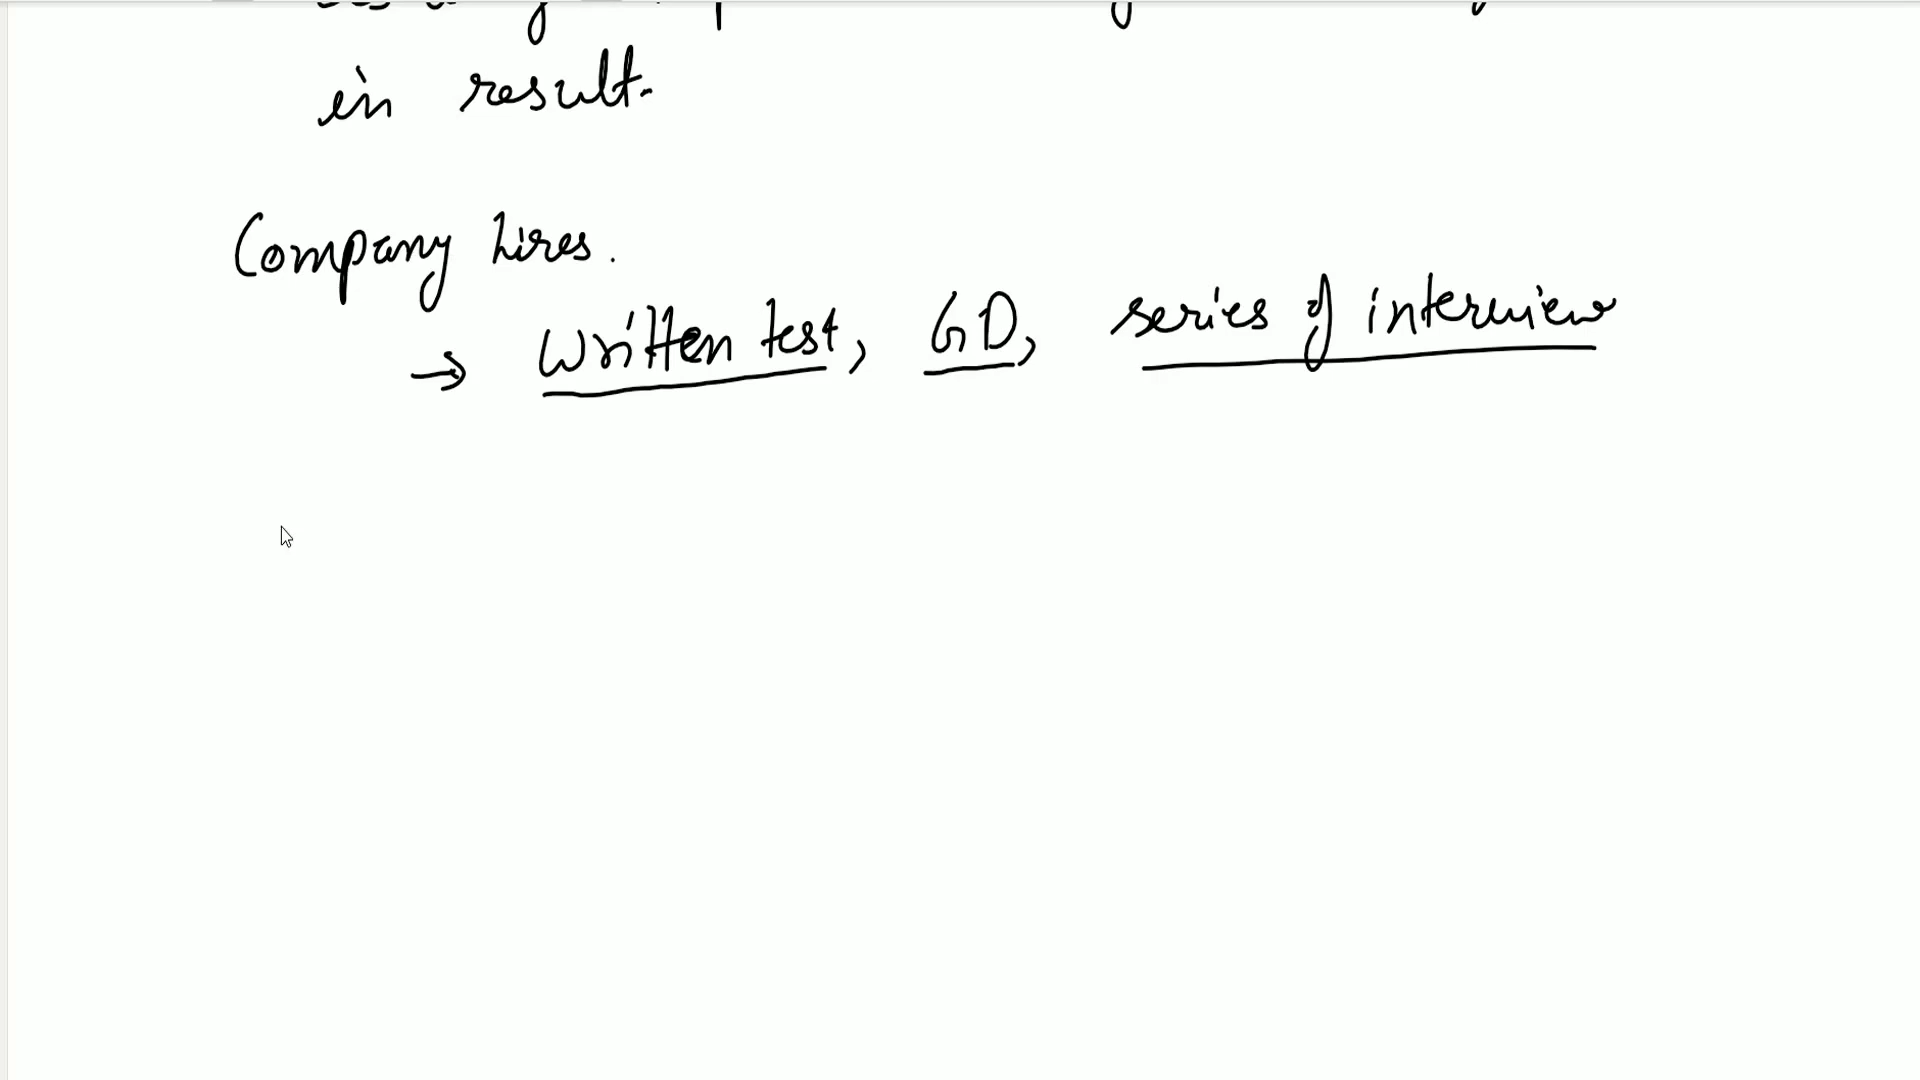 in result.
Company hires.
→ Written test, GD, series of interview